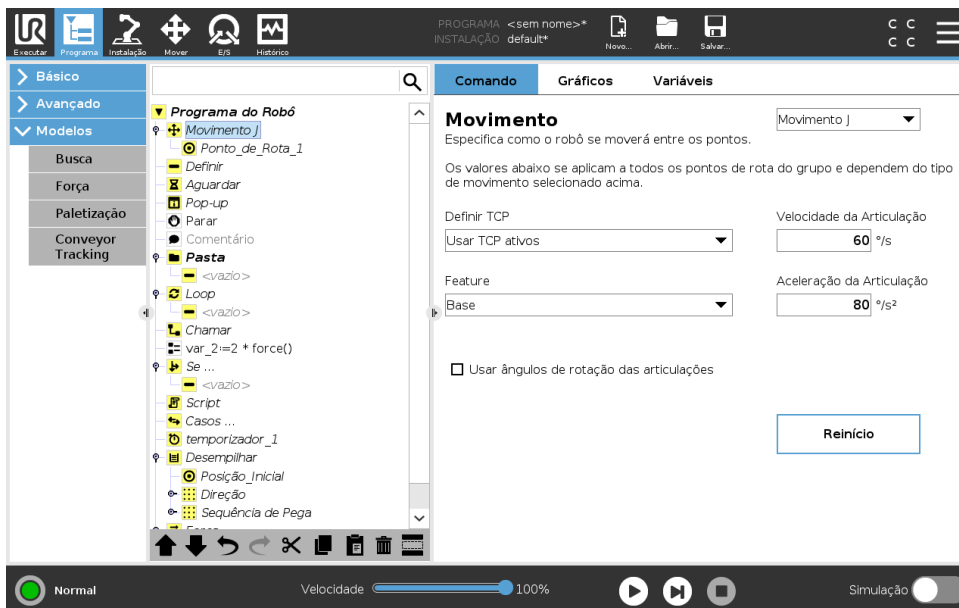 UR
PROGRAMA <sem nome>*
INSTALAÇÃO default*
C C
C C
Executar
Programa
Instalação
Mover
E/S
Histórico
Novo...
Abrir...
Salvar...
Básico
Avançado
Modelos
Busca
Força
Paletização
Conveyor
Tracking
Programa do Robô
Movimento J
Ponto_de_Rota_1
Definir
Aguardar
Pop-up
Parar
Comentário
Pasta
<vazio>
Loop
<vazio>
Chamar
var_2:=2 * force()
Se ...
<vazio>
Script
Casos ...
temporizador_1
Desempilhar
Posição_Inicial
Direção
Sequência de Pega
Comando
Gráficos
Variáveis
Movimento
Movimento J
Especifica como o robô se moverá entre os pontos.
Os valores abaixo se aplicam a todos os pontos de rota do grupo e dependem do tipo
de movimento selecionado acima.
Definir TCP
Velocidade da Articulação
Usar TCP ativos
60 °/s
Feature
Aceleração da Articulação
Base
80 °/s²
Usar ângulos de rotação das articulações
Reinício
Normal
Velocidade
100%
Simulação